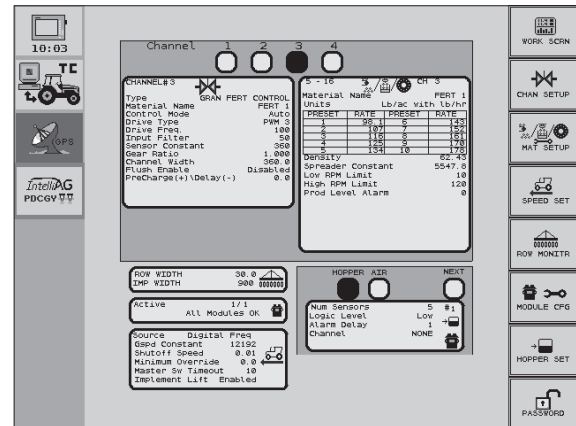 10:03
TC
GPS
IntelliAG
PDCGY
Channel 1 2 3 4
CHANNEL#3
Type GRAN FERT CONTROL
Material Name FERT 1
Control Mode Auto
Drive Type PWM 3
Drive Freq. 100
Input Filter 50
Sensor Constant 360
Gear Ratio 1.000
Channel Width 360.0
Flush Enable Disabled
PreCharge(+)\Delay(-) 0.0
5 - 16 CH 3
Material Name FERT 1
Units Lb/ac with lb/hr
PRESET RATE PRESET RATE
1 98.1 6 143
2 107 7 152
3 116 8 161
4 125 9 170
5 134 10 178
Density 62.43
Spreader Constant 5547.8
Low RPM Limit 10
High RPM Limit 120
Prod Level Alarm 0
ROW WIDTH 30.0
IMP WIDTH 900
Active 1/1
All Modules OK
Source Digital Freq
Gspd Constant 12192
Shutoff Speed 0.01
Minimum Override 0.0
Master Sw Timeout 10
Implement Lift Enabled
HOPPER AIR NEXT
Num Sensors 5 #1
Logic Level Low
Alarm Delay 1
Channel NONE
WORK SCRN
CHAN SETUP
MAT SETUP
SPEED SET
ROW MONITR
MODULE CFG
HOPPER SET
PASSWORD